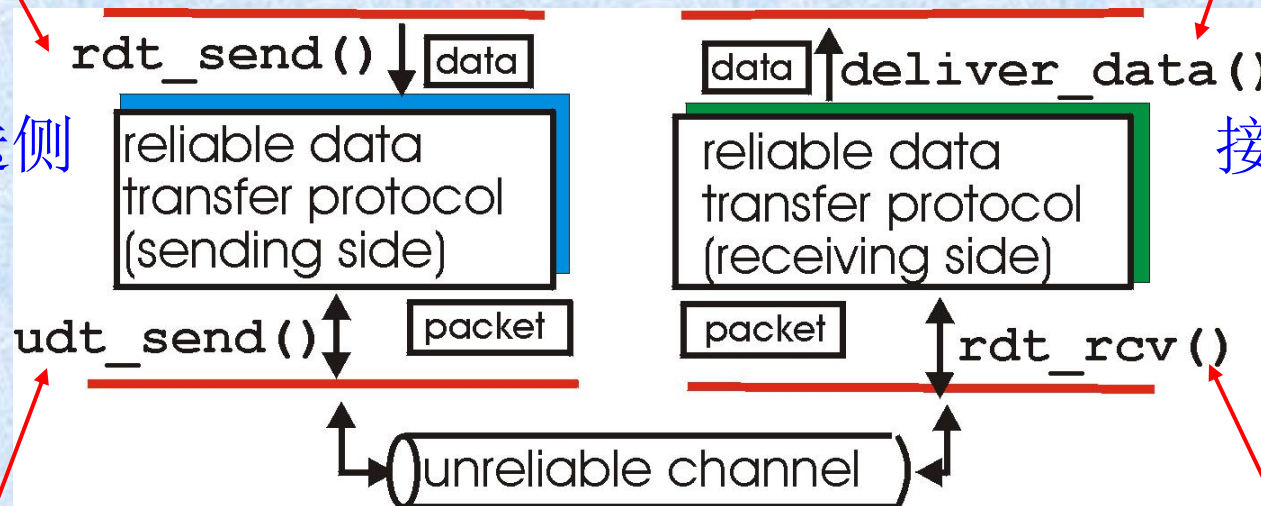 rdt_send()
data
data
deliver_data()
侧
reliable data
transfer protocol
(sending side)
reliable data
transfer protocol
(receiving side)
接
udt_send()
packet
packet
rdt_rcv()
unreliable channel